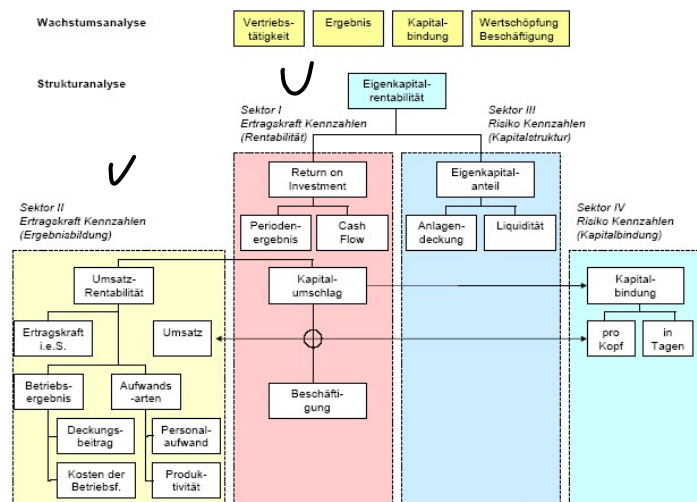 Wachstumsanalyse
Vertriebs-
tätigkeit
Ergebnis
Kapital-
bindung
Wertschöpfung
Beschäftigung
Strukturanalyse
Eigenkapital-
rentabilität
Sektor I
Ertragskraft Kennzahlen
(Rentabilität)
Sektor III
Risiko Kennzahlen
(Kapitalstruktur)
Return on
Investment
Eigenkapital-
anteil
Perioden-
ergebnis
Cash
Flow
Anlagen-
deckung
Liquidität
Sektor II
Ertragskraft Kennzahlen
(Ergebnisbildung)
Sektor IV
Risiko Kennzahlen
(Kapitalbindung)
Umsatz-
Rentabilität
Kapital-
umschlag
Kapital-
bindung
Ertragskraft
i.e.S.
Umsatz
pro
Kopf
in
Tagen
Betriebs-
ergebnis
Aufwands
-arten
Beschäfti-
gung
Deckungs-
beitrag
Personal-
aufwand
Kosten der
Betriebsf.
Produk-
tivität